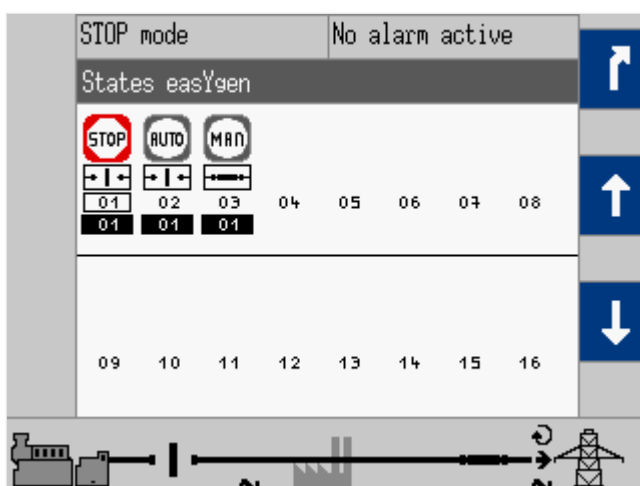 STOP mode No alarm active
States easYgen
STOP AUTO MAN
01 02 03 04 05 06 07 08
01 01 01
09 10 11 12 13 14 15 16